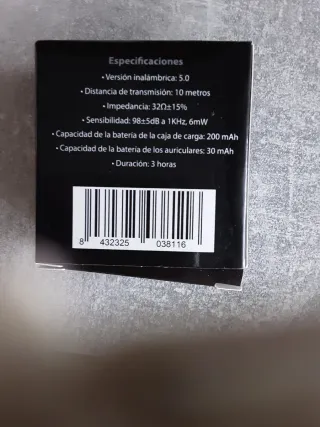 Especificaciones
• Versión inalámbrica: 5.0
• Distancia de transmisión: 10 metros
• Impedancia: 32Ω±15%
• Sensibilidad: 98±5dB a 1KHz, 6mW
• Capacidad de la batería de la caja de carga: 200 mAh
• Capacidad de la batería de los auriculares: 30 mAh
• Duración: 3 horas
8 432325 038116